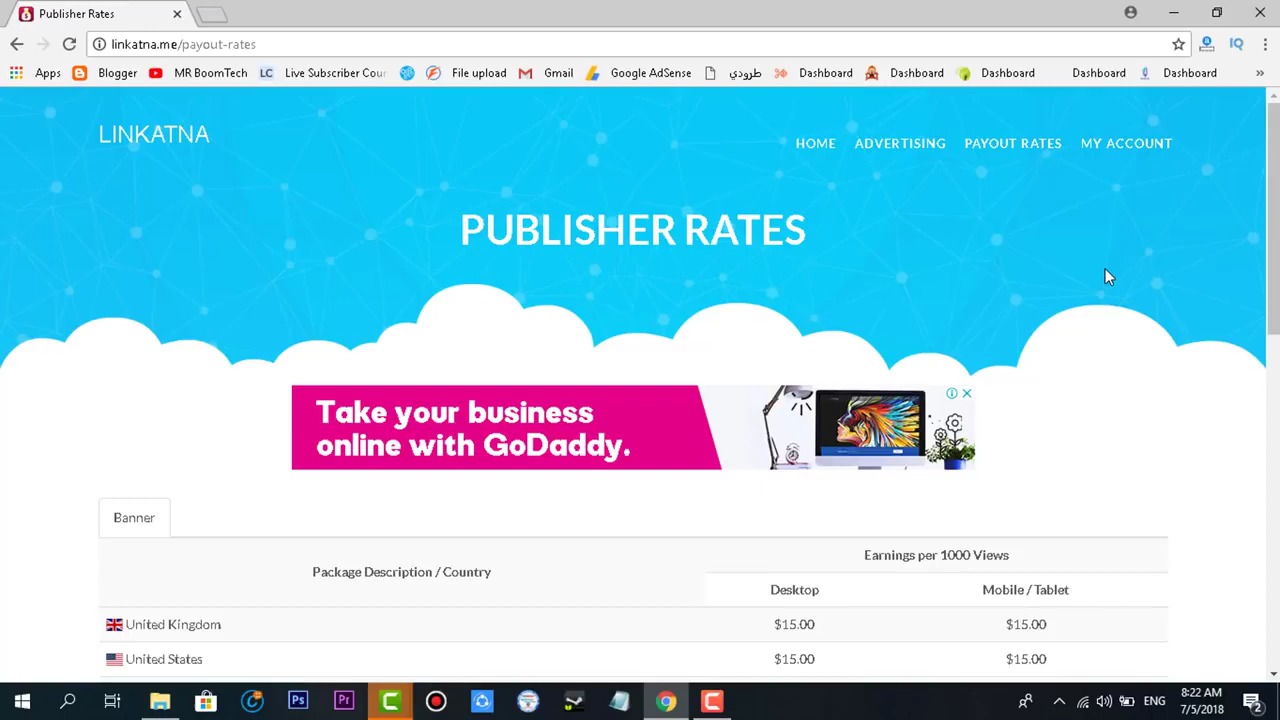 Publisher Rates
linkatna.me/payout-rates
Apps Blogger MR BoomTech LC Live Subscriber Cour File upload Gmail Google AdSense طرودي Dashboard Dashboard Dashboard Dashboard Dashboard »
LINKATNA
HOME ADVERTISING PAYOUT RATES MY ACCOUNT
PUBLISHER RATES
Take your business
online with GoDaddy.
Banner
Earnings per 1000 Views
Package Description / Country
Desktop Mobile / Tablet
United Kingdom $15.00 $15.00
United States $15.00 $15.00
8:22 AM
ENG
7/5/2018
2